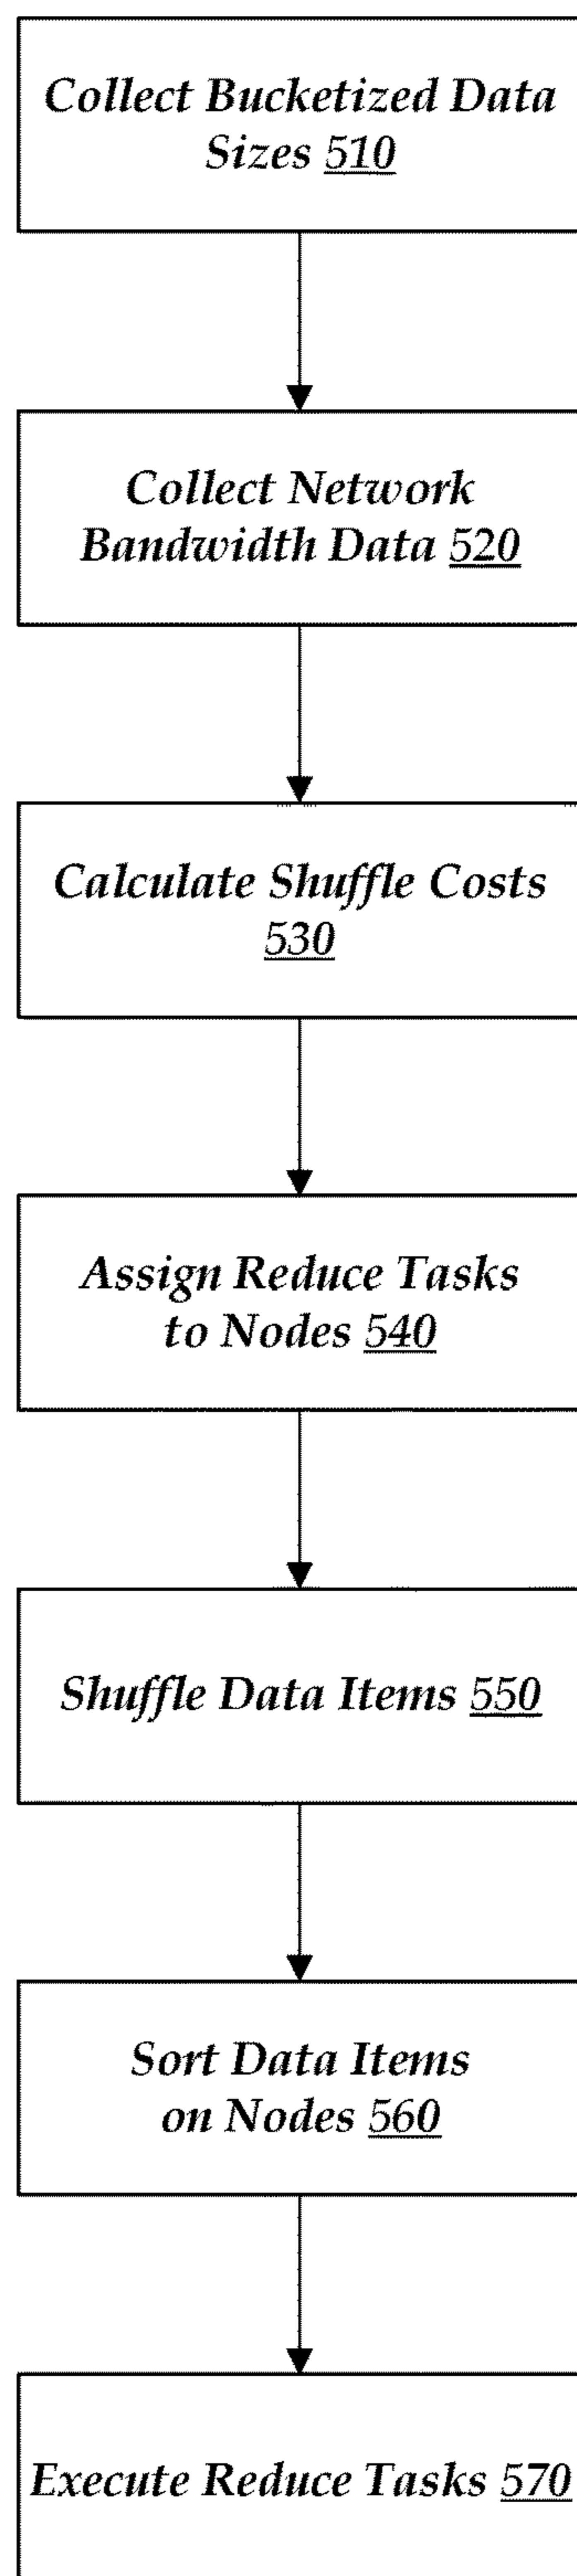 Collect Bucketized Data
Sizes 510
Collect Network
Bandwidth Data 520
Calculate Shuffle Costs
530
Assign Reduce Tasks
to Nodes 540
Shuffle Data Items 550
Sort Data Items
on Nodes 560
Execute Reduce Tasks 570